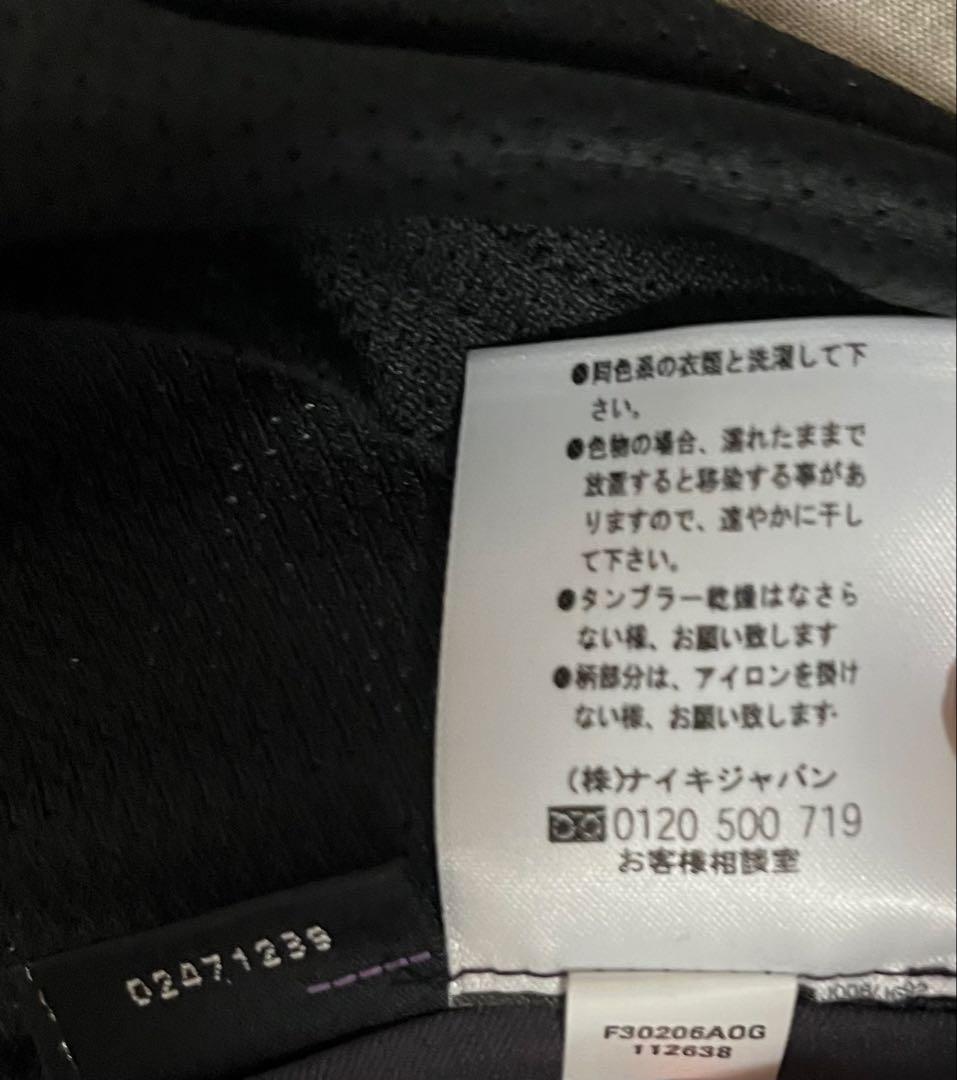 ●同色系の衣類と洗濯して下
さい。
●色物の場合、濡れたままで
放置すると移染する事があ
りますので、速やかに干し
て下さい。
●タンブラー乾燥はなさら
ない様、お願い致します
●柄部分は、アイロンを掛け
ない様、お願い致します
(株)ナイキジャパン
0120 500 719
お客様相談室
02471239
F30206AOG
112638